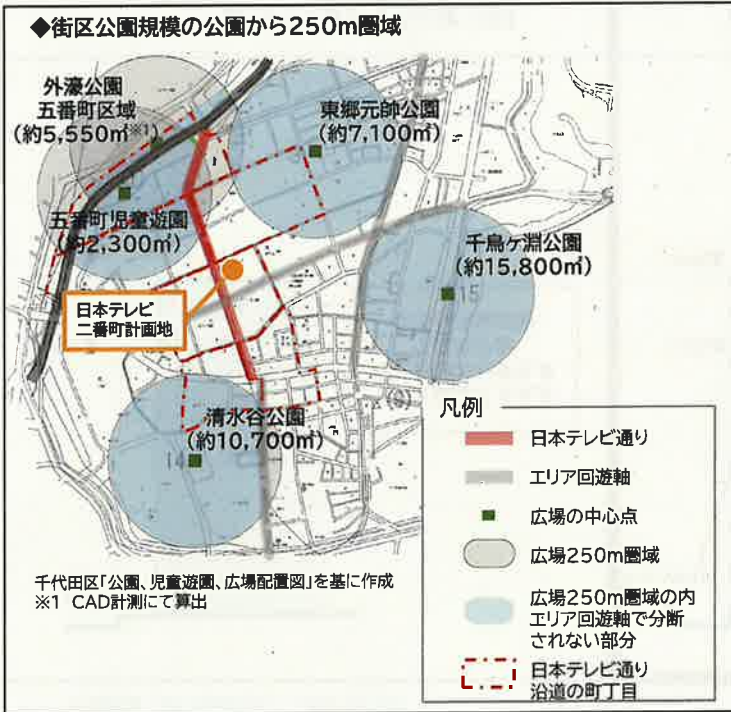 ◆街区公園規模の公園から250m圏域
外濠公園
五番町区域
(約5,550㎡※1)
東郷元帥公園
(約7,100㎡)
五番町児童遊園
(約2,300㎡)
千鳥ヶ淵公園
(約15,800㎡)
15
日本テレビ
二番町計画地
清水谷公園
(約10,700㎡)
14
凡例
日本テレビ通り
エリア回遊軸
広場の中心点
広場250m圏域
広場250m圏域の内
エリア回遊軸で分断
されない部分
日本テレビ通り
沿道の町丁目
千代田区「公園、児童遊園、広場配置図」を基に作成
※1 CAD計測にて算出